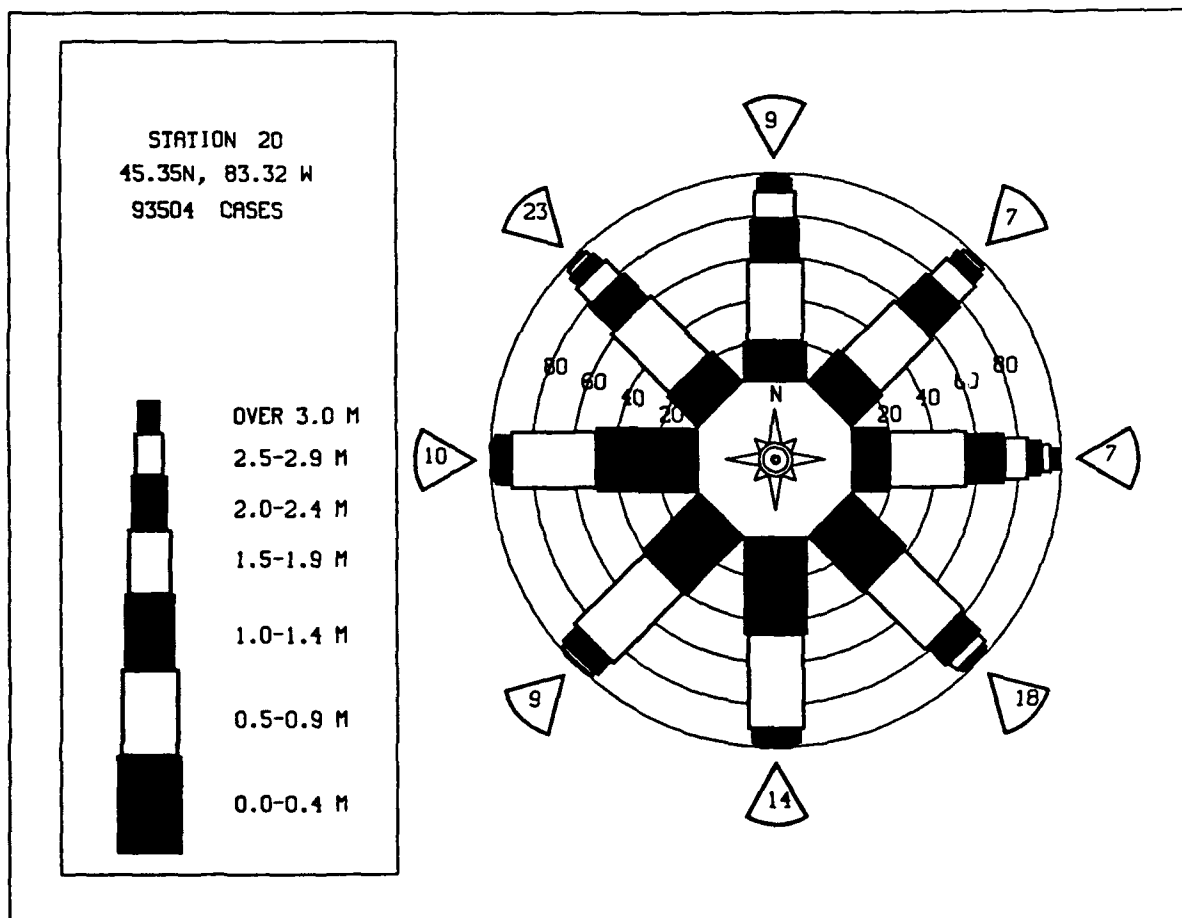 STATION 20
45.35N, 83.32 W
93504 CASES
OVER 3.0 M
2.5-2.9 M
2.0-2.4 M
1.5-1.9 M
1.0-1.4 M
0.5-0.9 M
0.0-0.4 M
9
23
7
80
60
40
20
N
20
40
60
80
10
7
9
18
14